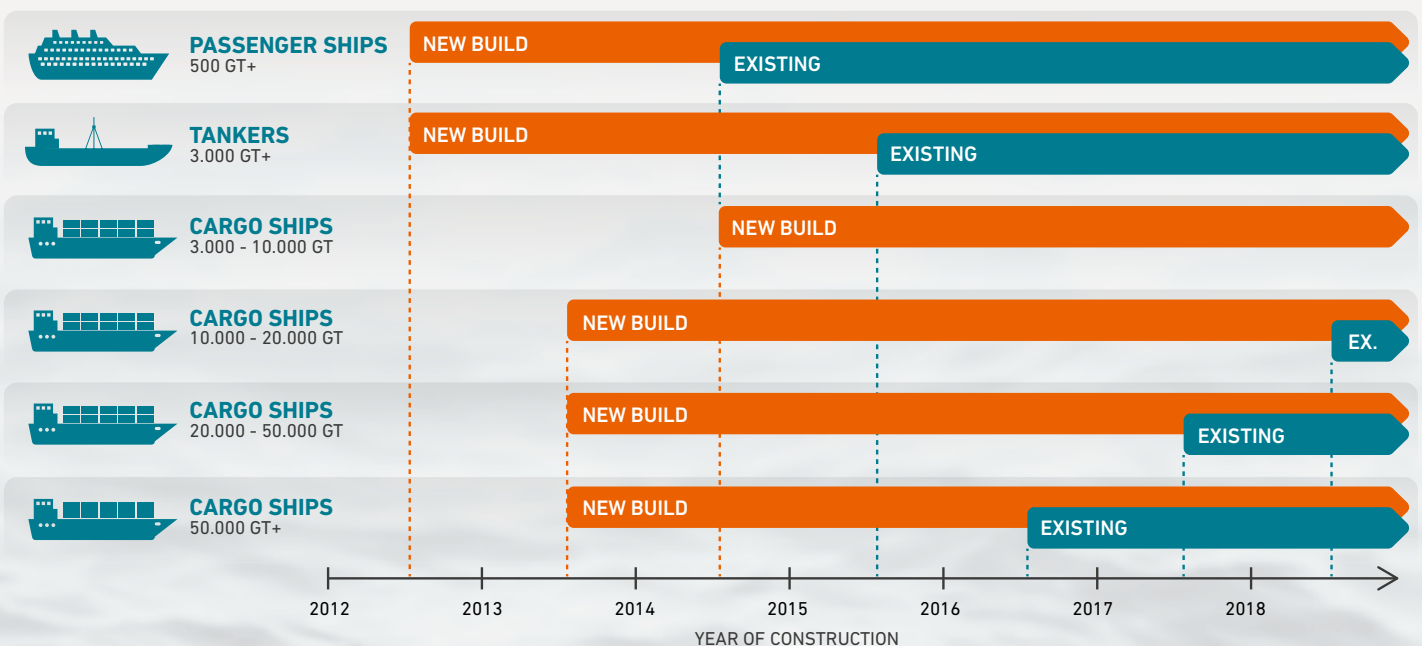 PASSENGER SHIPS
500 GT+
NEW BUILD
EXISTING
TANKERS
3.000 GT+
NEW BUILD
EXISTING
CARGO SHIPS
3.000 - 10.000 GT
NEW BUILD
CARGO SHIPS
10.000 - 20.000 GT
NEW BUILD
EX.
CARGO SHIPS
20.000 - 50.000 GT
NEW BUILD
EXISTING
CARGO SHIPS
50.000 GT+
NEW BUILD
EXISTING
2012 2013 2014 2015 2016 2017 2018
YEAR OF CONSTRUCTION